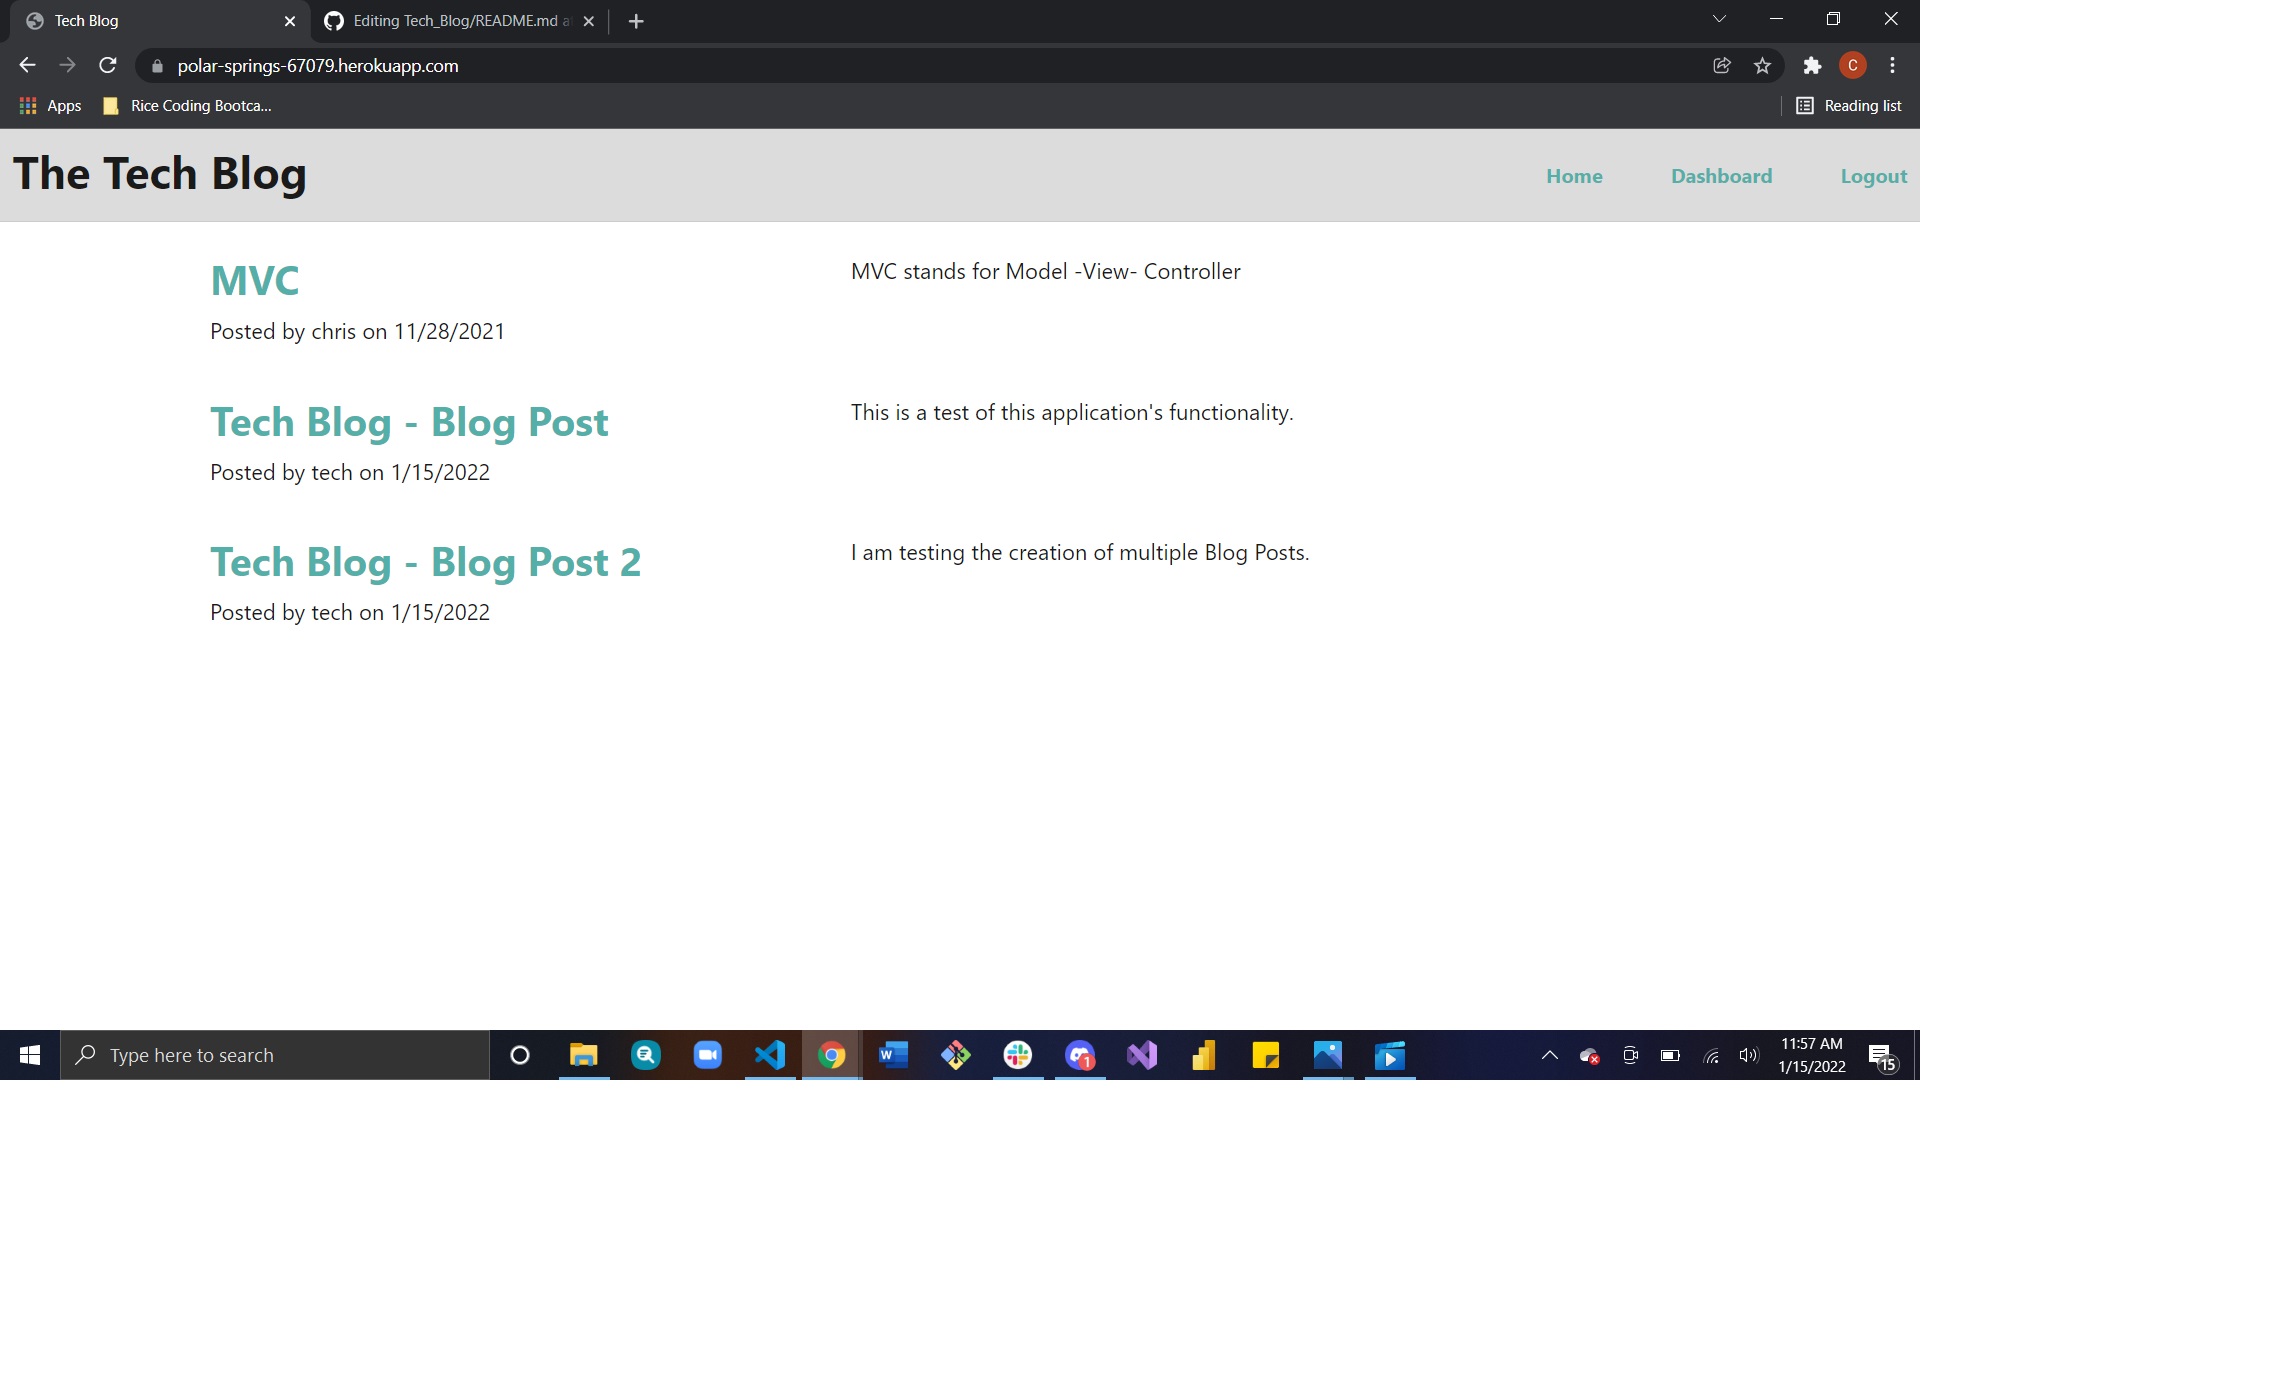 Tech Blog
Editing Tech_Blog/README.md a
polar-springs-67079.herokuapp.com
C
Apps
Rice Coding Bootca...
Reading list
The Tech Blog
Home
Dashboard
Logout
MVC
MVC stands for Model -View- Controller
Posted by chris on 11/28/2021
Tech Blog - Blog Post
This is a test of this application's functionality.
Posted by tech on 1/15/2022
Tech Blog - Blog Post 2
I am testing the creation of multiple Blog Posts.
Posted by tech on 1/15/2022
Type here to search
W
1
11:57 AM
1/15/2022
15